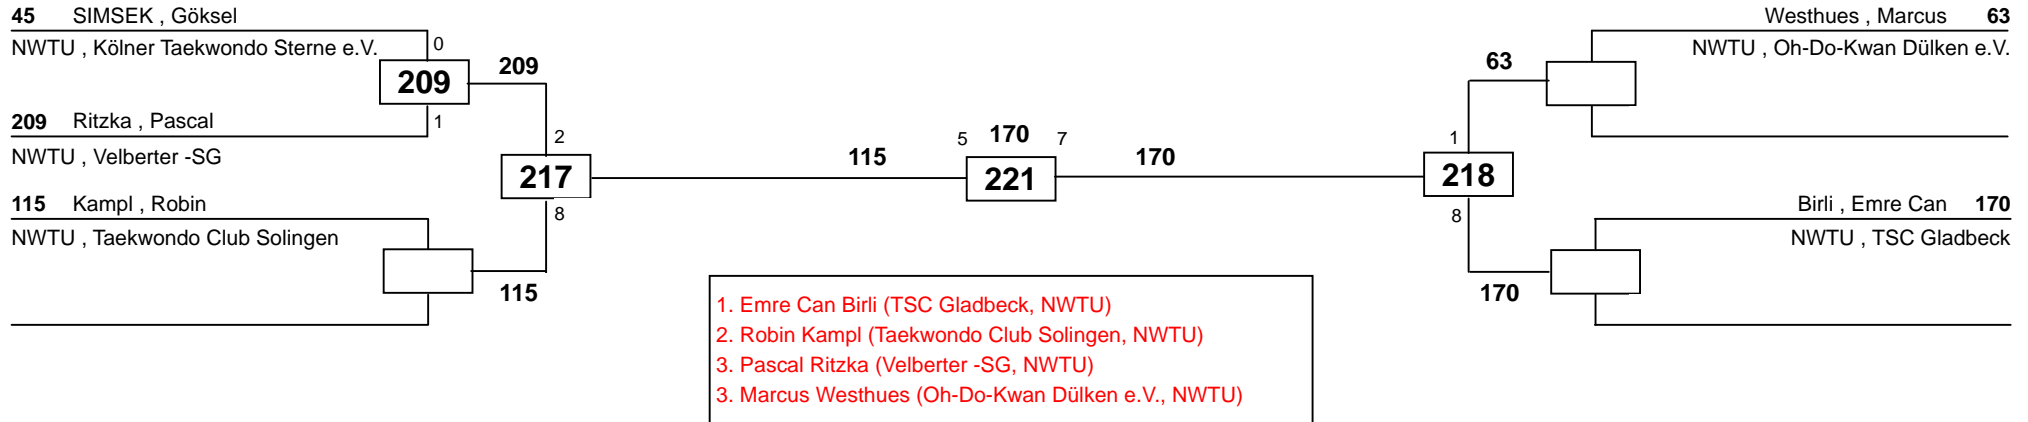 45 SIMSEK , Göksel
NWTU , Kölner Taekwondo Sterne e.V.
0
209
209
1
209 Ritzka , Pascal
NWTU , Velberter -SG
2
217
8
115 Kampl , Robin
NWTU , Taekwondo Club Solingen
115
115
5 170 7
221
170
Westhues , Marcus 63
NWTU , Oh-Do-Kwan Dülken e.V.
63
1
218
8
Birli , Emre Can 170
NWTU , TSC Gladbeck
170
1. Emre Can Birli (TSC Gladbeck, NWTU)
2. Robin Kampl (Taekwondo Club Solingen, NWTU)
3. Pascal Ritzka (Velberter -SG, NWTU)
3. Marcus Westhues (Oh-Do-Kwan Dülken e.V., NWTU)